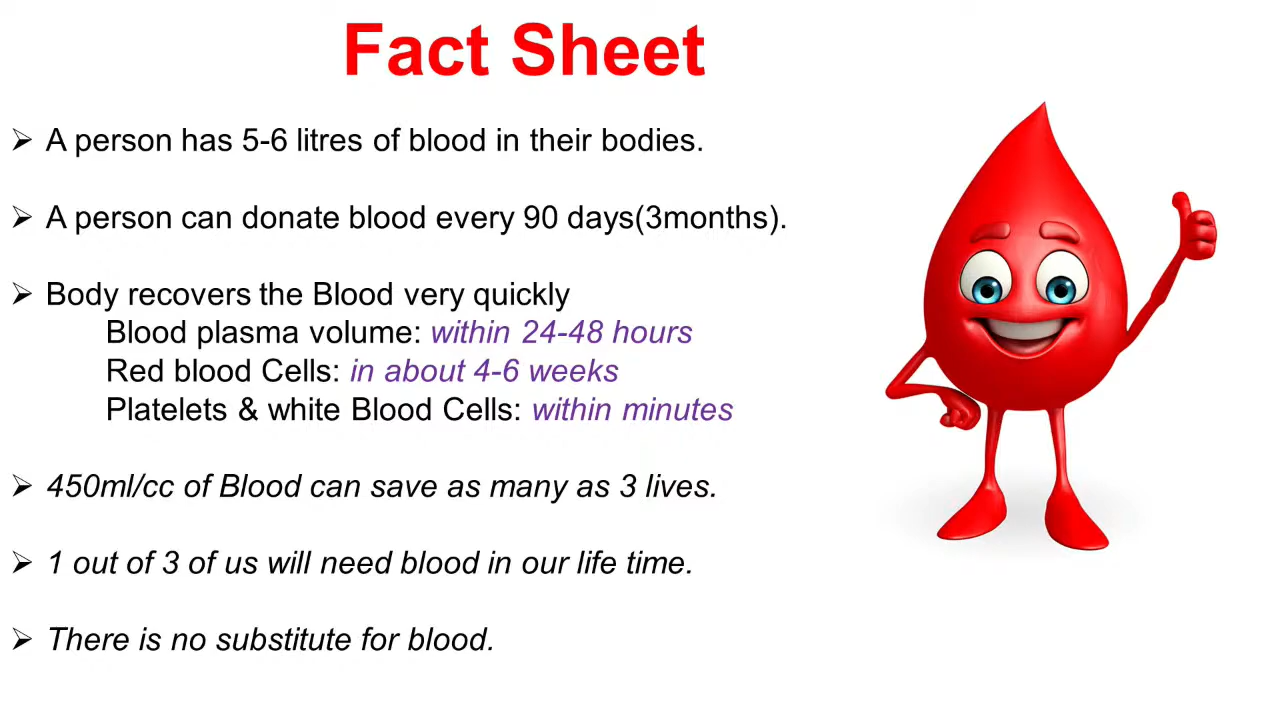 Fact Sheet
➢ A person has 5-6 litres of blood in their bodies.
➢ A person can donate blood every 90 days(3months).
➢ Body recovers the Blood very quickly
Blood plasma volume: within 24-48 hours
Red blood Cells: in about 4-6 weeks
Platelets & white Blood Cells: within minutes
➢ 450ml/cc of Blood can save as many as 3 lives.
➢ 1 out of 3 of us will need blood in our life time.
➢ There is no substitute for blood.